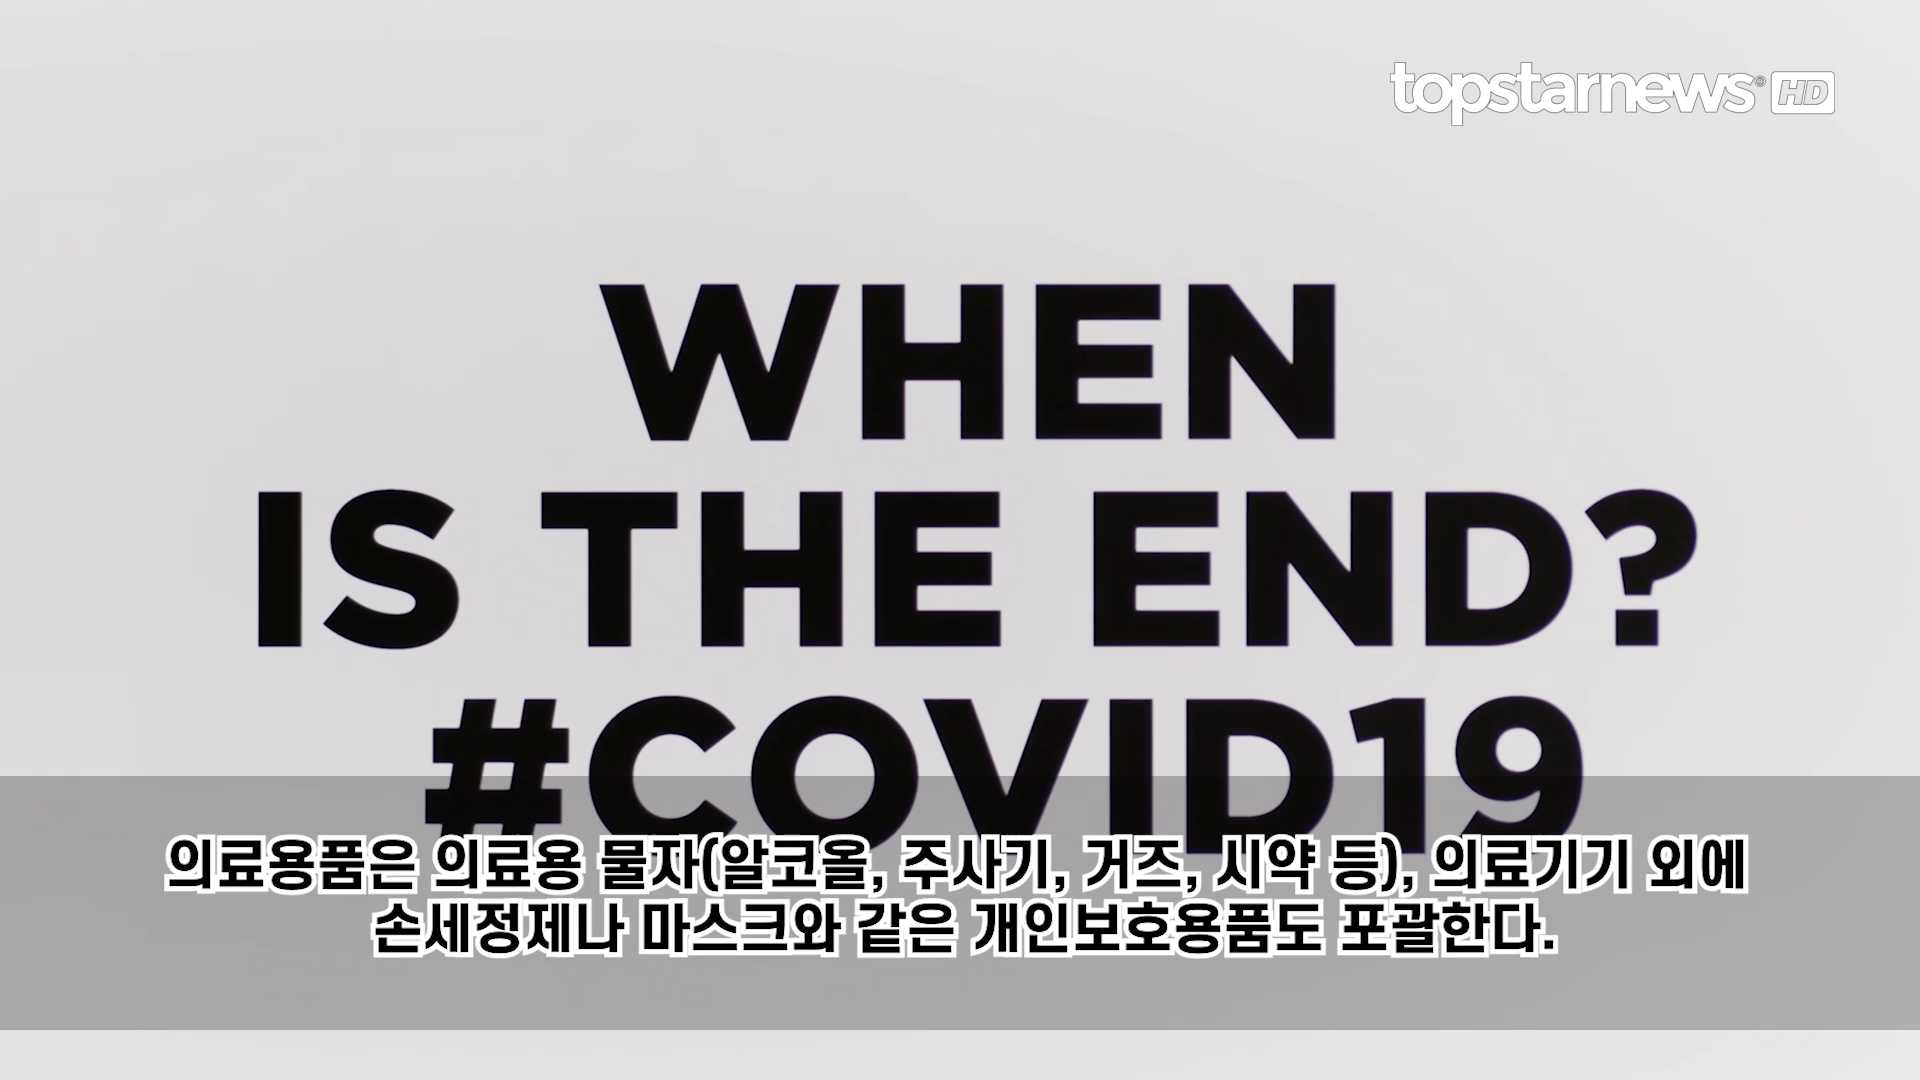 topstarnews HD
WHEN
IS THE END?
#COVID19
의료용품은 의료용 물자(알코올, 주사기, 거즈, 시약 등), 의료기기 외에
손세정제나 마스크와 같은 개인보호용품도 포괄한다.